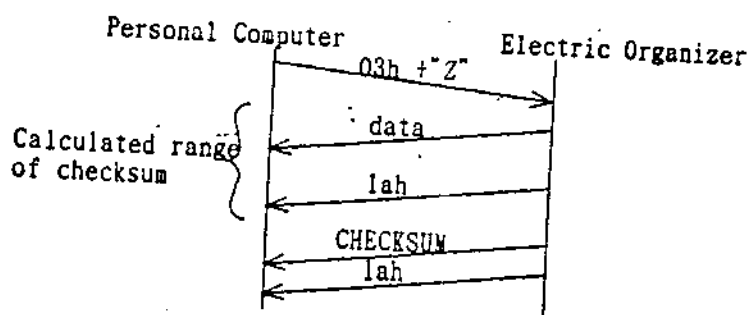 Personal Computer
Electric Organizer
03h +"Z"
data
Calculated range
of checksum
1ah
CHECKSUM
1ah